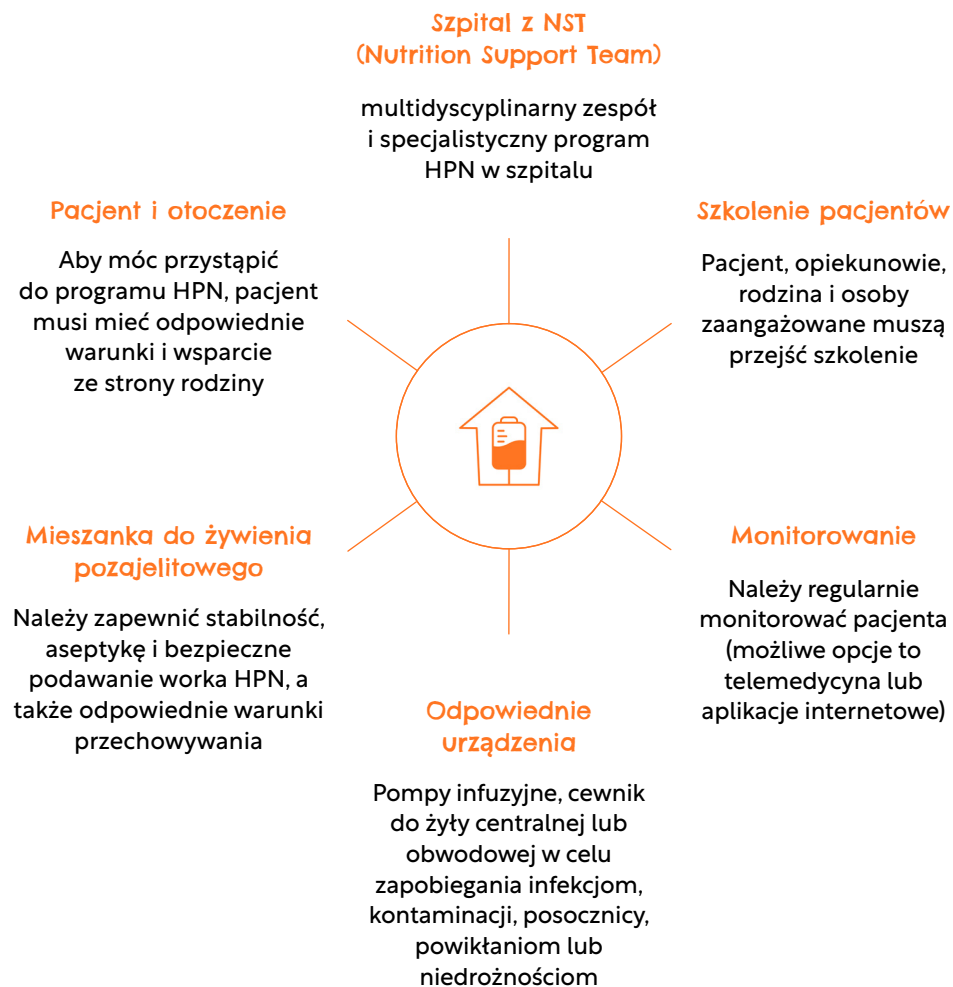 Szpital z NST
(Nutrition Support Team)
multidyscyplinarny zespół
i specjalistyczny program
HPN w szpitalu
Pacjent i otoczenie
Aby móc przystąpić
do programu HPN, pacjent
musi mieć odpowiednie
warunki i wsparcie
ze strony rodziny
Szkolenie pacjentów
Pacjent, opiekunowie,
rodzina i osoby
zaangażowane muszą
przejść szkolenie
Mieszanka do żywienia
pozajelitowego
Należy zapewnić stabilność,
aseptykę i bezpieczne
podawanie worka HPN, a
także odpowiednie warunki
przechowywania
Monitorowanie
Należy regularnie
monitorować pacjenta
(możliwe opcje to
telemedycyna lub
aplikacje internetowe)
Odpowiednie
urządzenia
Pompy infuzyjne, cewnik
do żyły centralnej lub
obwodowej w celu
zapobiegania infekcjom,
kontaminacji, posocznicy,
powikłaniom lub
niedrożnościom